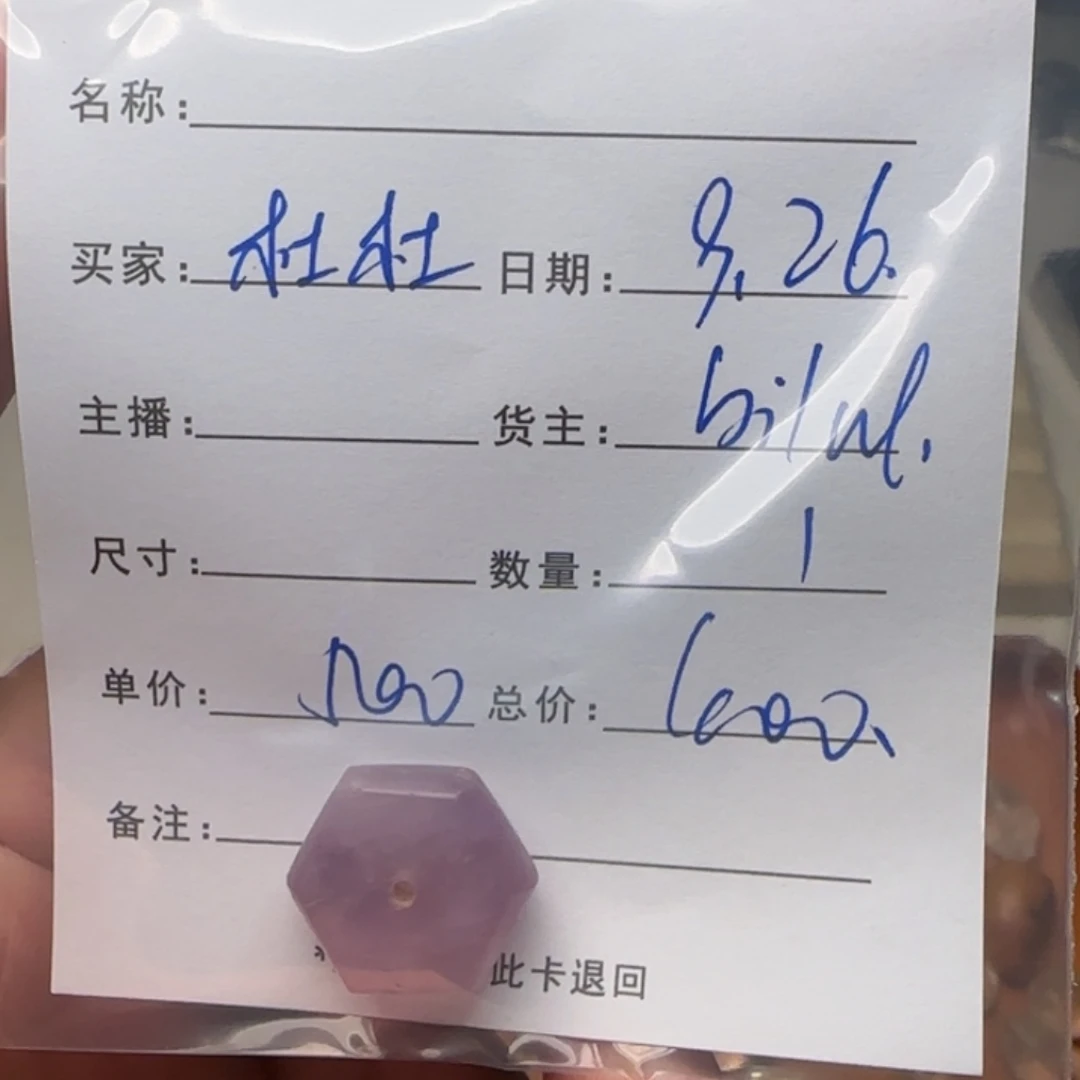 名称:
买家: 杜杜 日期: 9.26.
主播: 货主:
尺寸: 数量: 1
单价: 总价:
备注:
此卡退回